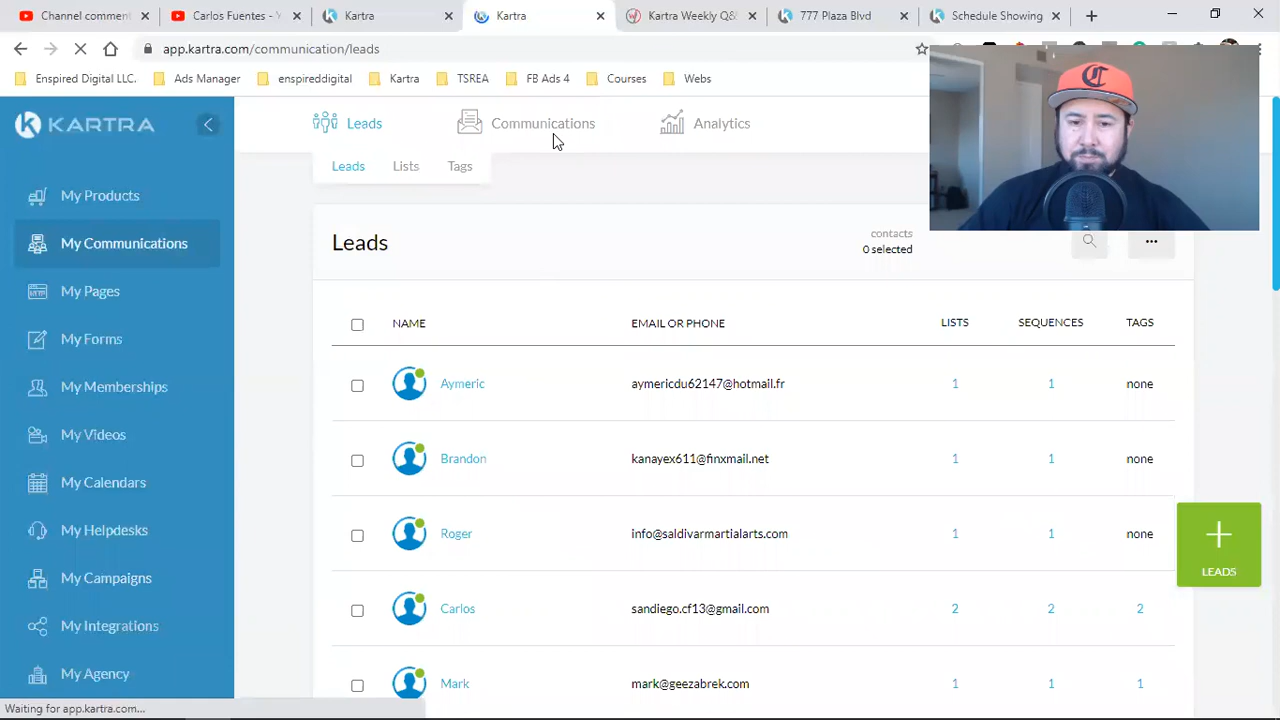 Channel comment
Carlos Fuentes - Y
Kartra
Kartra
Kartra Weekly Q&
777 Plaza Blvd
Schedule Showing
app.kartra.com/communication/leads
Enspired Digital LLC.
Ads Manager
enspireddigital
Kartra
TSREA
FB Ads 4
Courses
Webs
KARTRA
Leads
Communications
Analytics
Leads
Lists
Tags
My Products
My Communications
My Pages
My Forms
My Memberships
My Videos
My Calendars
My Helpdesks
My Campaigns
My Integrations
My Agency
Leads
contacts
0 selected
NAME
EMAIL OR PHONE
LISTS
SEQUENCES
TAGS
Aymeric
aymericdu62147@hotmail.fr
1
1
none
Brandon
kanayex611@finxmail.net
1
1
none
Roger
info@saldivarmartialarts.com
1
1
none
Carlos
sandiego.cf13@gmail.com
2
2
2
Mark
mark@geezabrek.com
1
1
1
LEADS
Waiting for app.kartra.com...